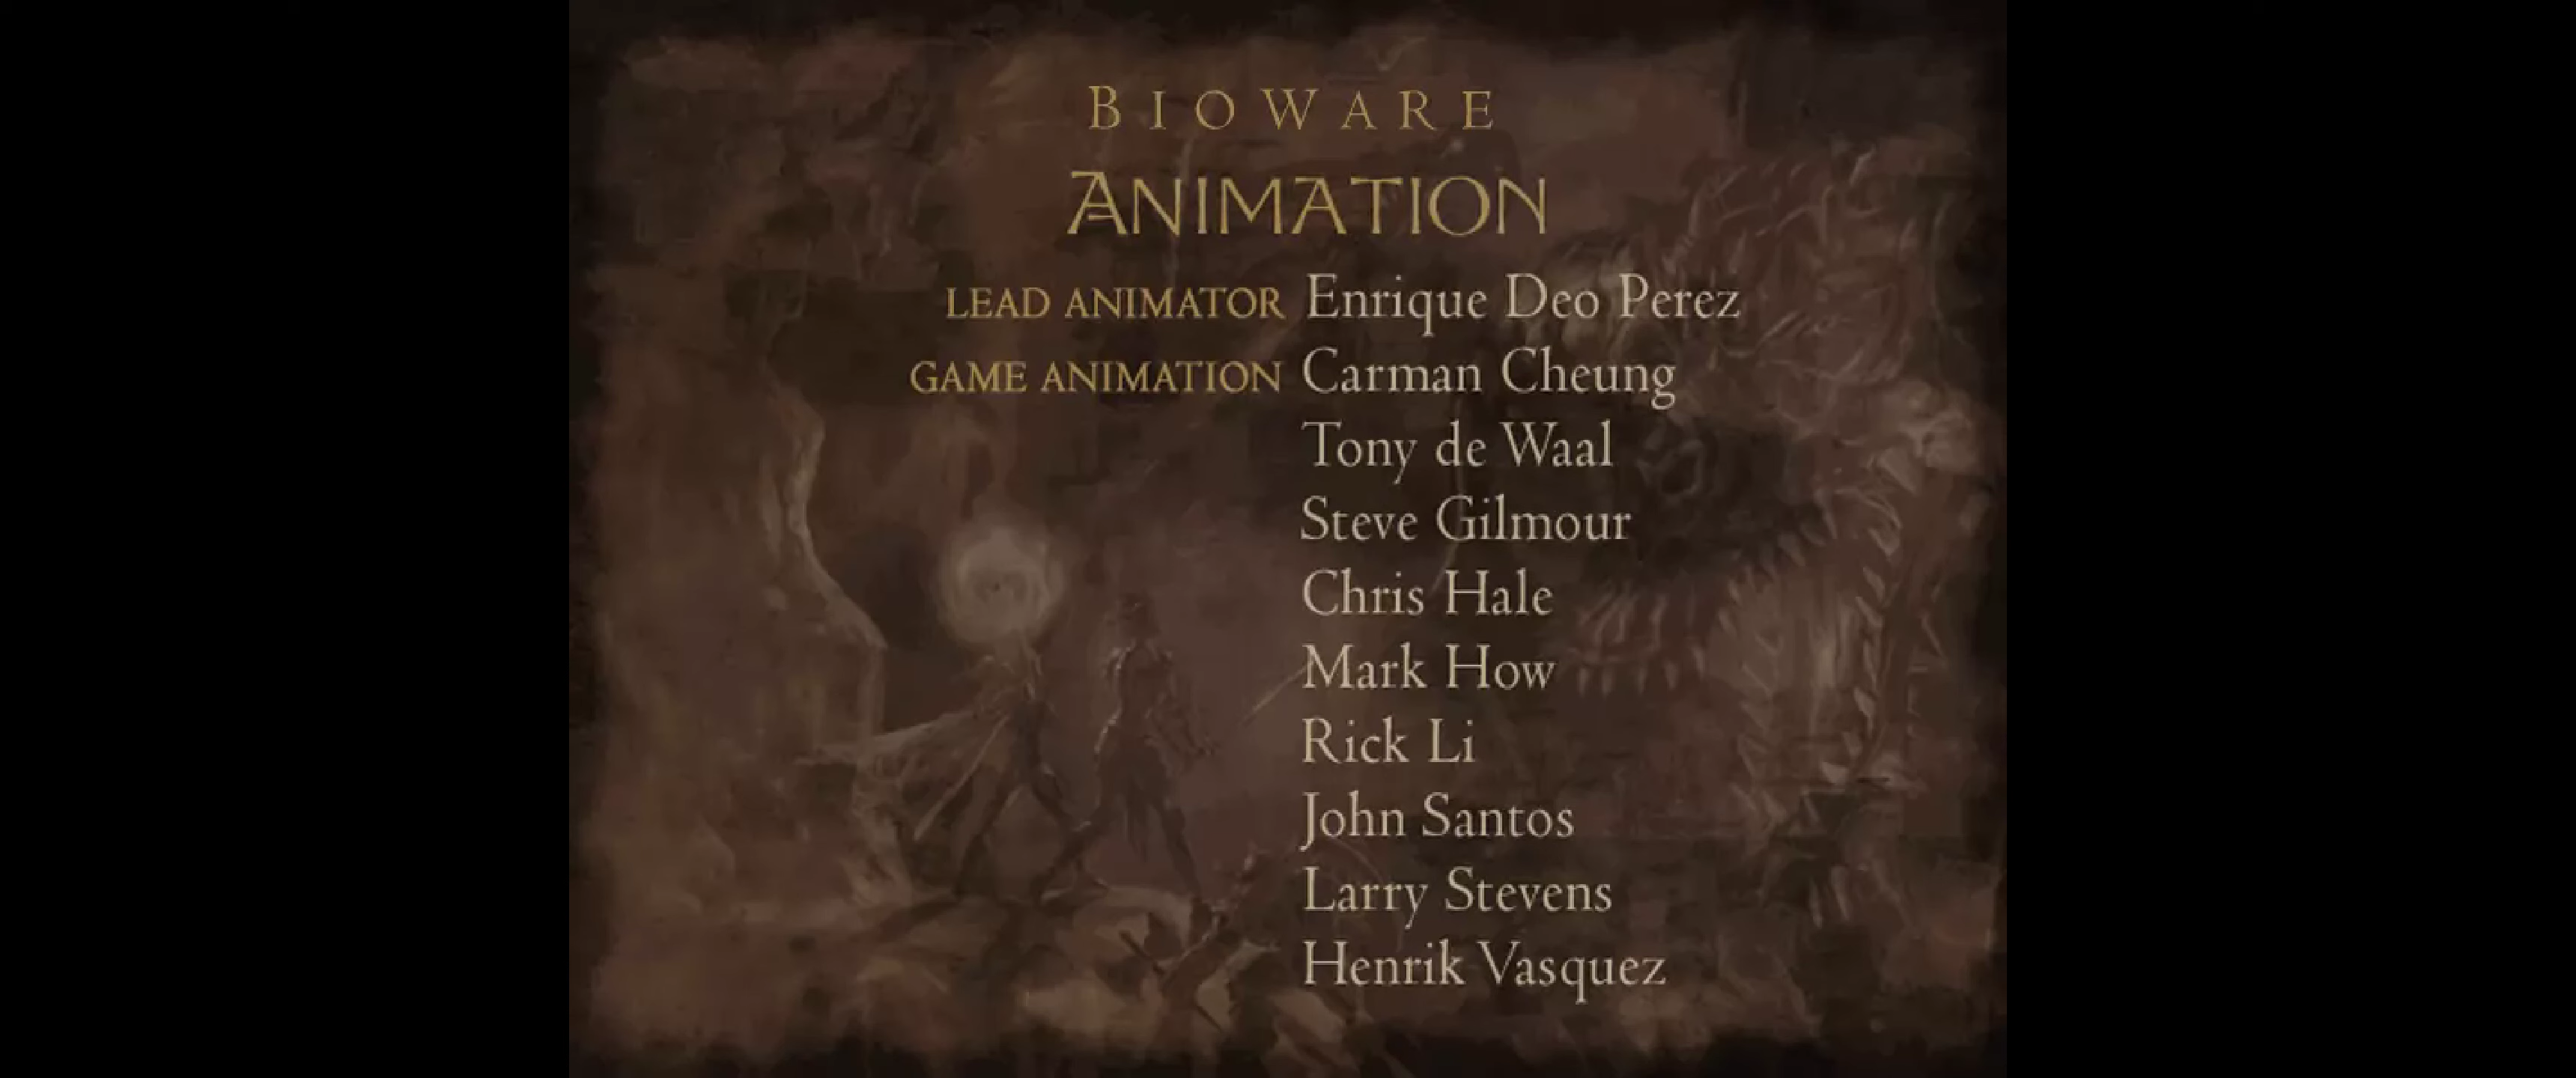 BIOWARE
ANIMATION
LEAD ANIMATOR Enrique Deo Perez
GAME ANIMATION Carman Cheung
Tony de Waal
Steve Gilmour
Chris Hale
Mark How
Rick Li
John Santos
Larry Stevens
Henrik Vasquez